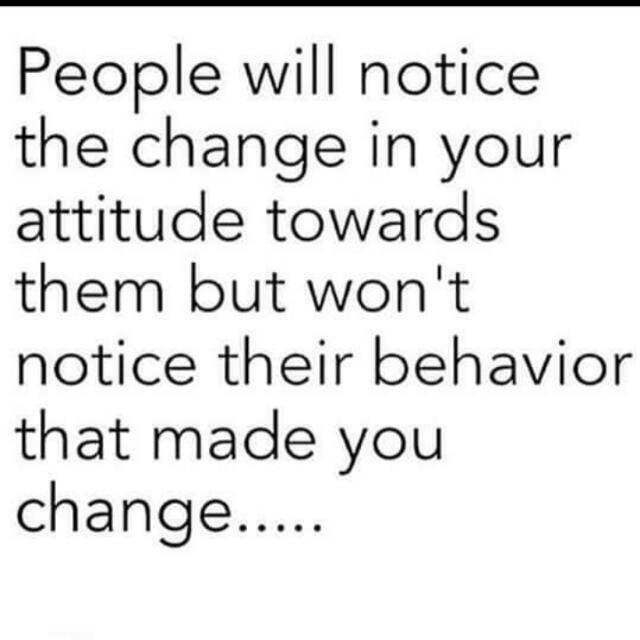 People will notice
the change in your
attitude towards
them but won't
notice their behavior
that made you
change.....